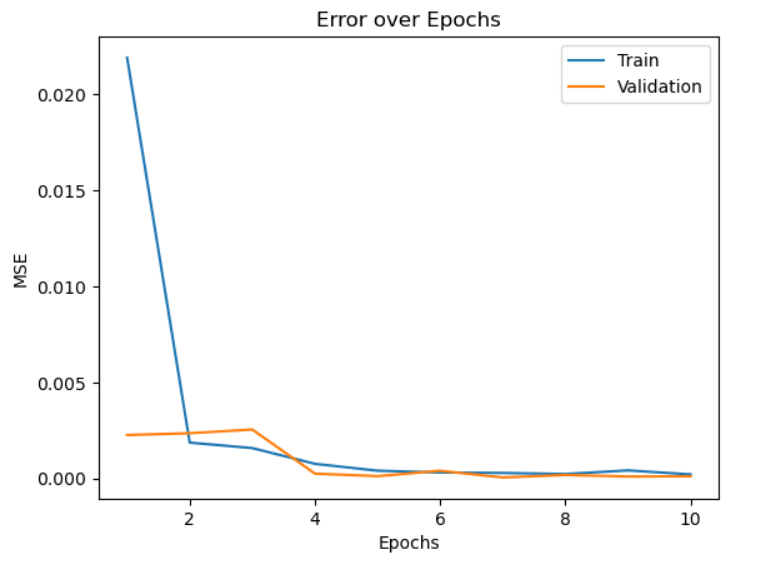 Error over Epochs
Train
Validation
0.020
0.015
0.010
0.005
0.000
MSE
2 4 6 8 10
Epochs